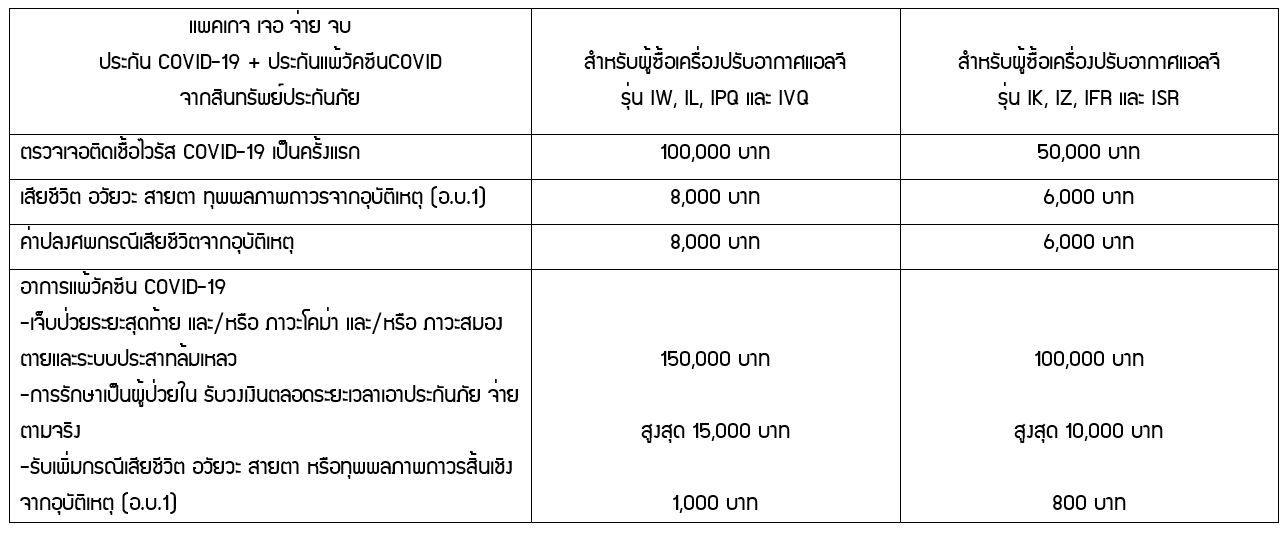 แพคเกจ เจอ จ่าย จบ
ประกัน COVID-19 + ประกันแพ้วัคซีนCOVID
จากสินทรัพย์ประกันภัย
สำหรับผู้ซื้อเครื่องปรับอากาศแอลจี
รุ่น IW, IL, IPQ และ IVQ
สำหรับผู้ซื้อเครื่องปรับอากาศแอลจี
รุ่น IK, IZ, IFR และ ISR
ตรวจเจอติดเชื้อไวรัส COVID-19 เป็นครั้งแรก 100,000 บาท 50,000 บาท
เสียชีวิต อวัยวะ สายตา ทุพพลภาพถาวรจากอุบัติเหตุ (อ.บ.1) 8,000 บาท 6,000 บาท
ค่าปลงศพกรณีเสียชีวิตจากอุบัติเหตุ 8,000 บาท 6,000 บาท
อาการแพ้วัคซีน COVID-19
-เจ็บป่วยระยะสุดท้าย และ/หรือ ภาวะโคม่า และ/หรือ ภาวะสมอง
ตายและระบบประสาทล้มเหลว 150,000 บาท 100,000 บาท
-การรักษาเป็นผู้ป่วยใน รับวงเงินตลอดระยะเวลาเอาประกันภัย จ่าย
ตามจริง สูงสุด 15,000 บาท สูงสุด 10,000 บาท
-รับเพิ่มกรณีเสียชีวิต อวัยวะ สายตา หรือทุพพลภาพถาวรสิ้นเชิง
จากอุบัติเหตุ (อ.บ.1) 1,000 บาท 800 บาท